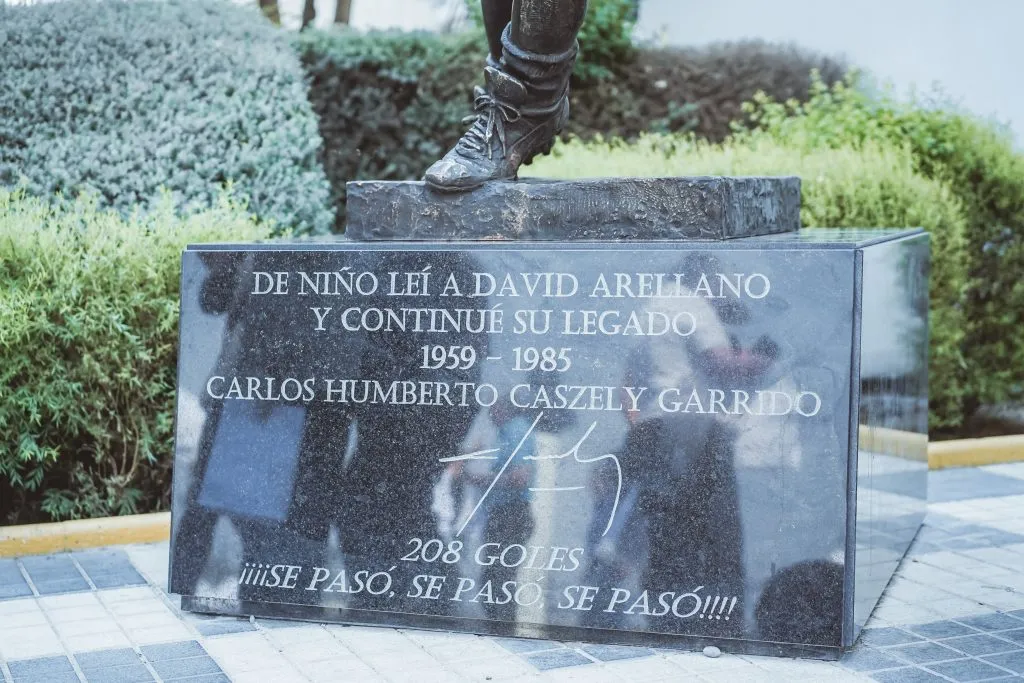 DE NIÑO LEÍ A DAVID ARELLANO
Y CONTINUÉ SU LEGADO
1959 – 1985
CARLOS HUMBERTO CASZELY GARRIDO
208 GOLES
¡¡¡¡SE PASÓ, SE PASÓ, SE PASÓ!!!!